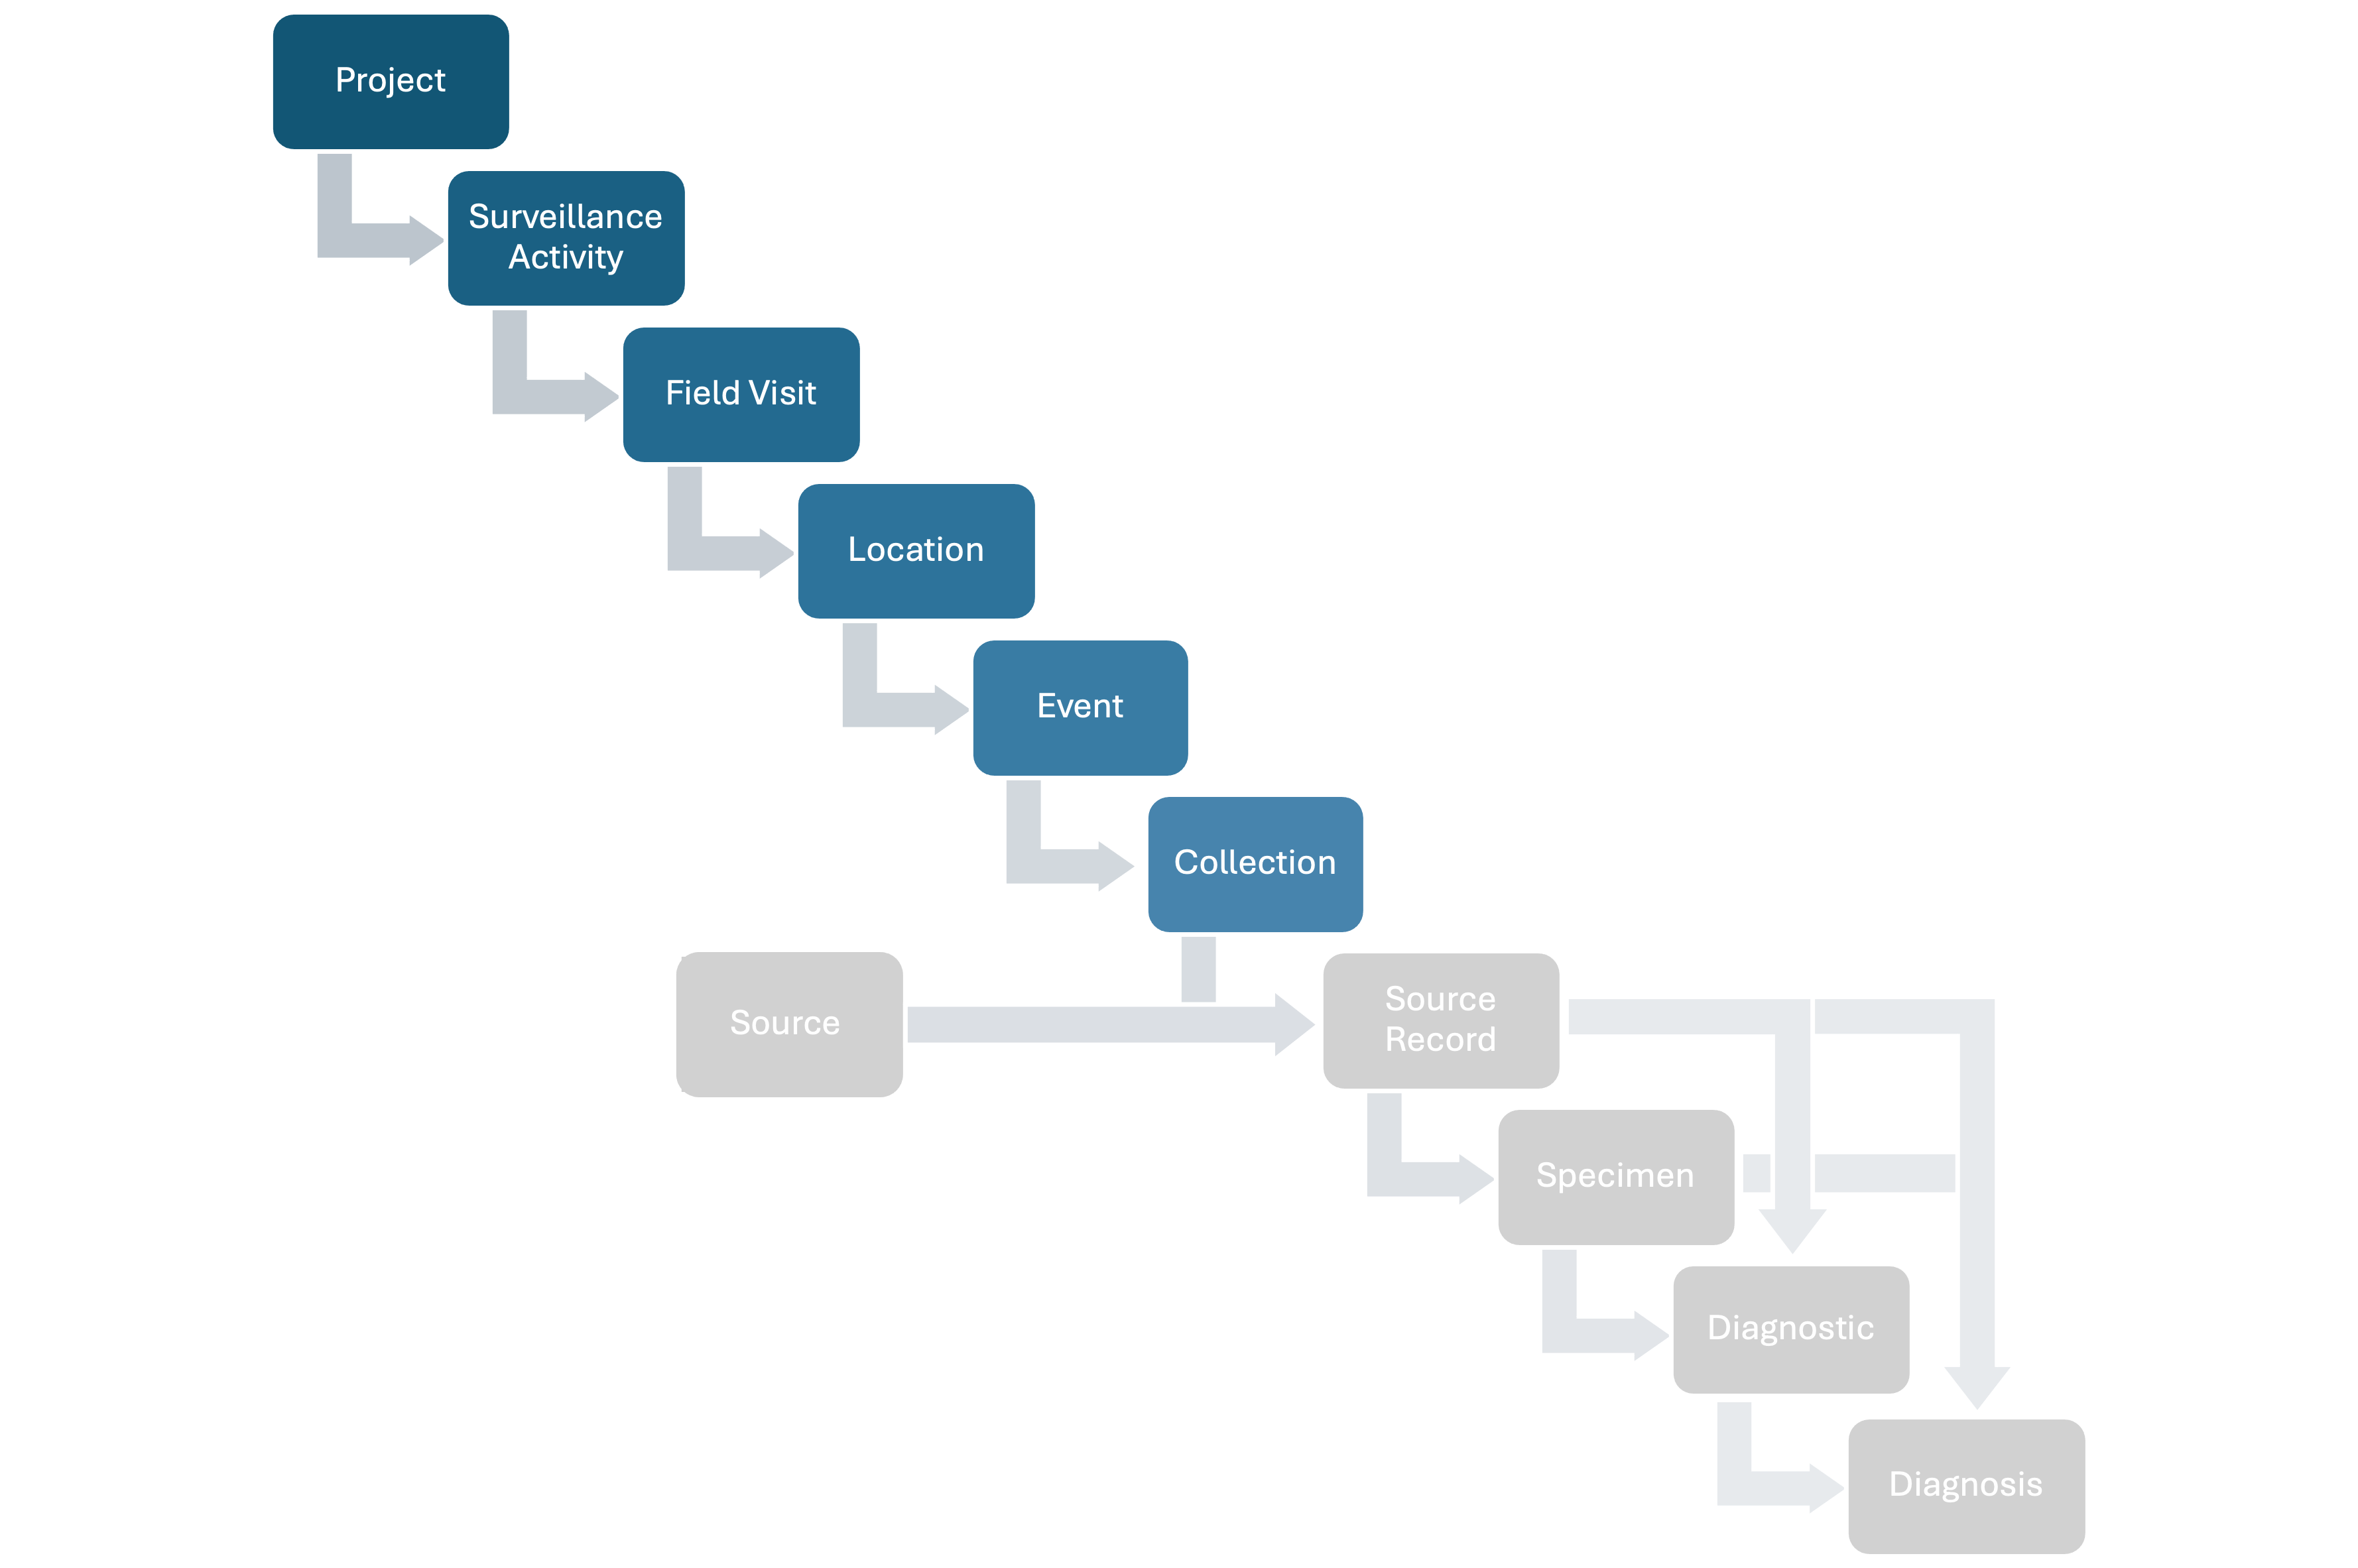 Project
Surveillance
Activity
Field Visit
Location
Event
Collection
Source
Source
Record
Specimen
Diagnostic
Diagnosis